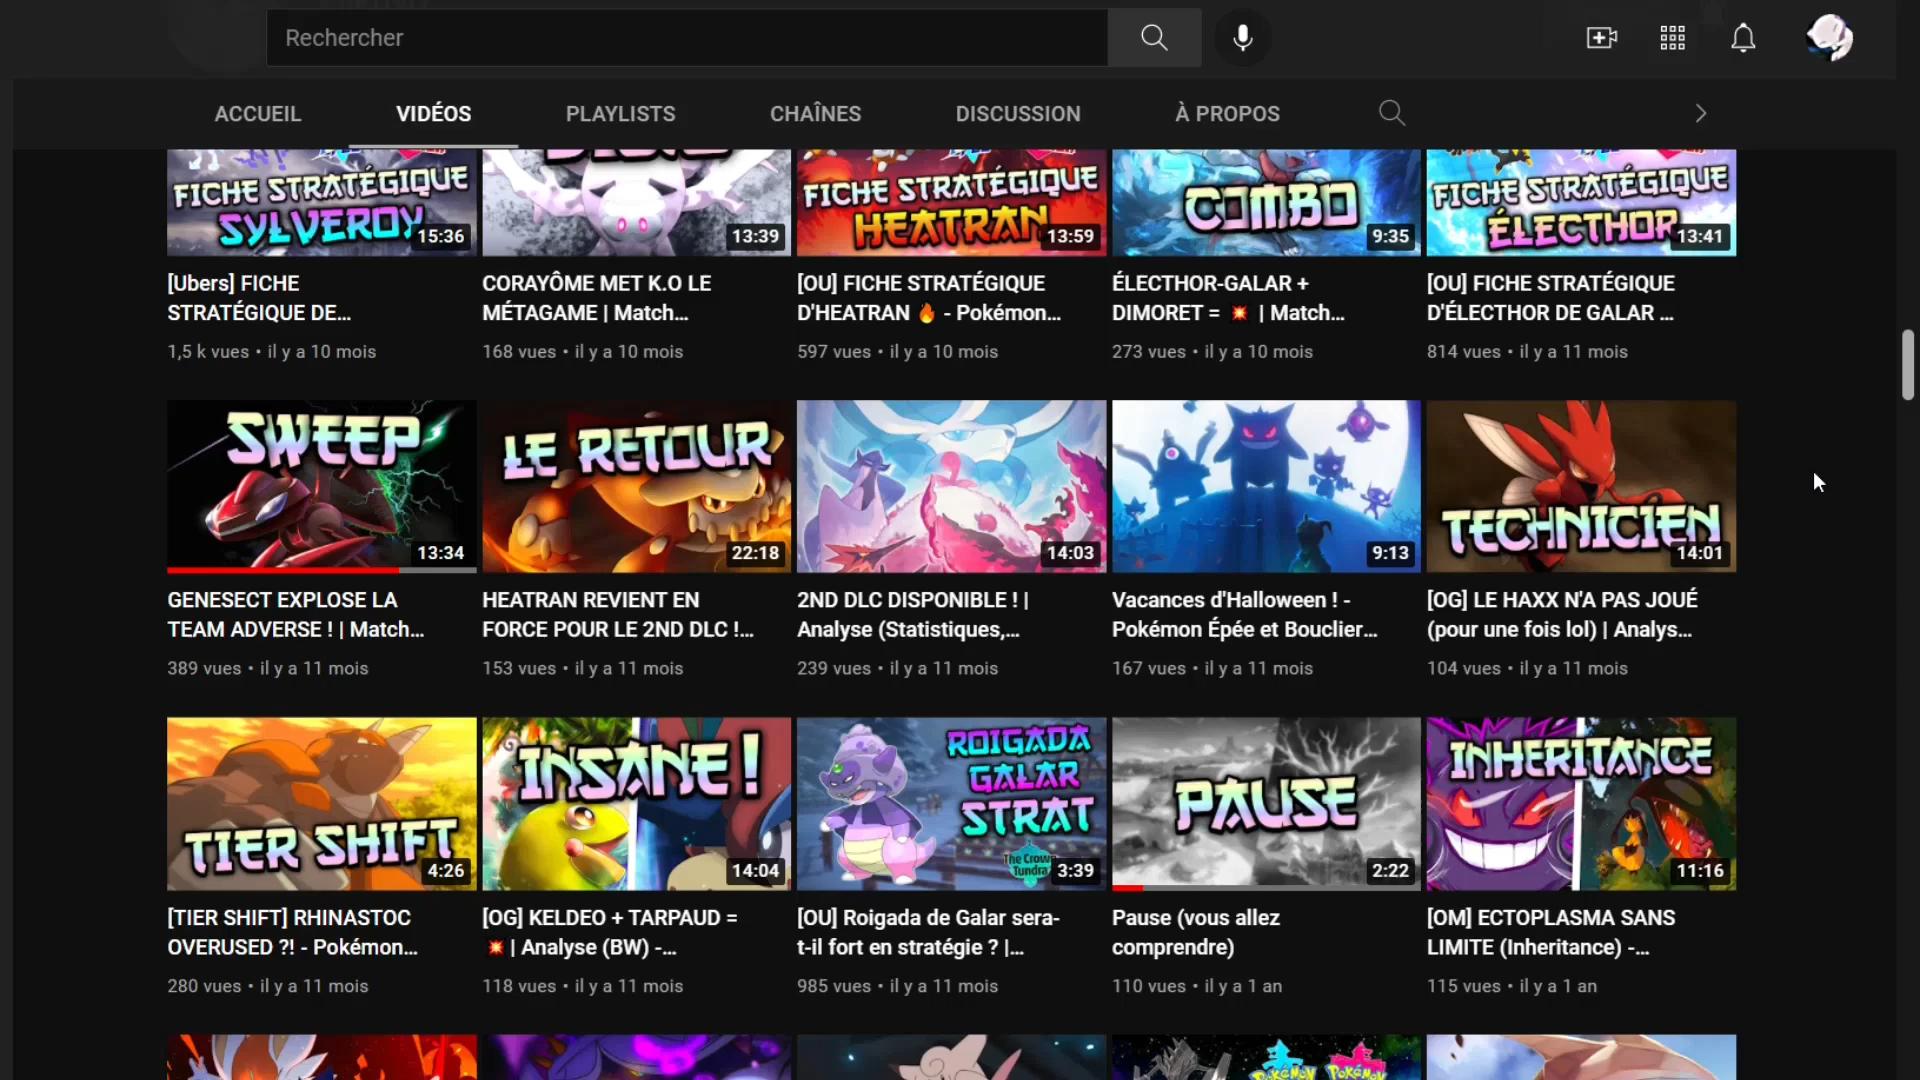 Rechercher
ACCUEIL VIDÉOS PLAYLISTS CHAÎNES DISCUSSION À PROPOS
FICHE STRATÉGIQUE
SYLVEROY
15:36
13:39
FICHE STRATÉGIQUE
HEATRAN
13:59
COMBO
9:35
FICHE STRATÉGIQUE
ÉLECTHOR
13:41
[Ubers] FICHE
STRATÉGIQUE DE...
1,5 k vues • il y a 10 mois
CORAYÔME MET K.O LE
MÉTAGAME | Match...
168 vues • il y a 10 mois
[OU] FICHE STRATÉGIQUE
D'HEATRAN 🔥 - Pokémon...
597 vues • il y a 10 mois
ÉLECTHOR-GALAR +
DIMORET = 💥 | Match...
273 vues • il y a 10 mois
[OU] FICHE STRATÉGIQUE
D'ÉLECTHOR DE GALAR ...
814 vues • il y a 11 mois
SWEEP
13:34
LE RETOUR
22:18
14:03
9:13
TECHNICIEN
14:01
GENESECT EXPLOSE LA
TEAM ADVERSE ! | Match...
389 vues • il y a 11 mois
HEATRAN REVIENT EN
FORCE POUR LE 2ND DLC !...
153 vues • il y a 11 mois
2ND DLC DISPONIBLE ! |
Analyse (Statistiques,...
239 vues • il y a 11 mois
Vacances d'Halloween ! -
Pokémon Épée et Bouclier...
167 vues • il y a 11 mois
[OG] LE HAXX N'A PAS JOUÉ
(pour une fois lol) | Analys...
104 vues • il y a 11 mois
TIER SHIFT
4:26
INSANE !
14:04
ROIGADA
GALAR
STRAT
The Crown
Tundra
3:39
PAUSE
2:22
INHERITANCE
11:16
[TIER SHIFT] RHINASTOC
OVERUSED ?! - Pokémon...
280 vues • il y a 11 mois
[OG] KELDEO + TARPAUD =
💥 | Analyse (BW) -...
118 vues • il y a 11 mois
[OU] Roigada de Galar sera-
t-il fort en stratégie ? |...
985 vues • il y a 11 mois
Pause (vous allez
comprendre)
110 vues • il y a 1 an
[OM] ECTOPLASMA SANS
LIMITE (Inheritance) -...
115 vues • il y a 1 an
POKÉMON POKÉMON